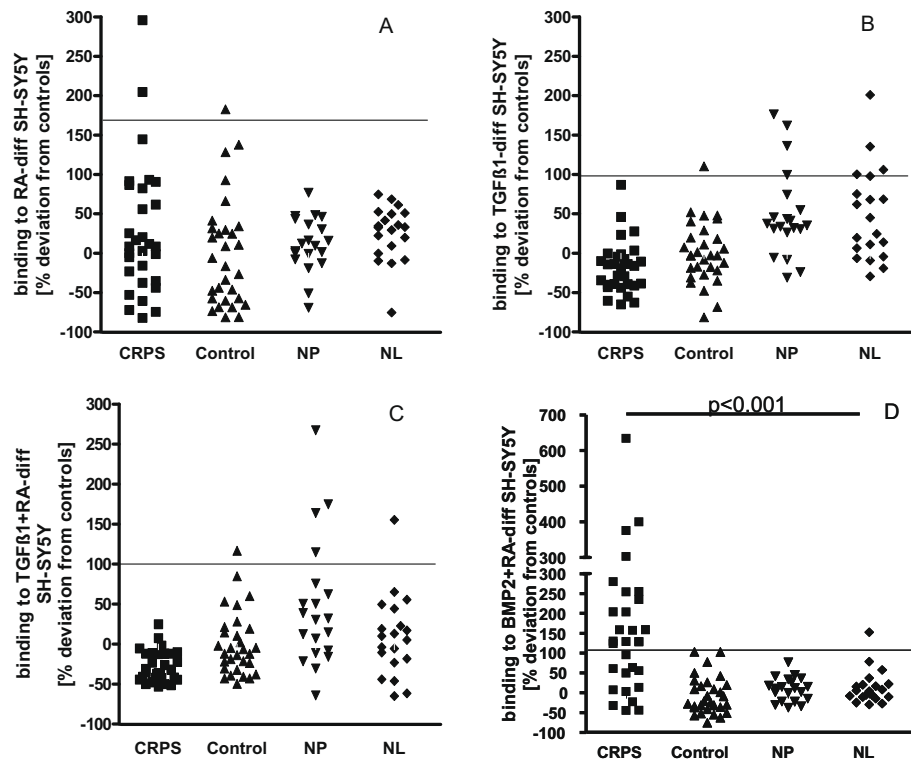 A
binding to RA-diff SH-SY5Y
[% deviation from controls]
300
250
200
150
100
50
0
-50
-100
CRPS Control NP NL
B
binding to TGFß1-diff SH-SY5Y
[% deviation from controls]
300
250
200
150
100
50
0
-50
-100
CRPS Control NP NL
C
binding to TGFß1+RA-diff
SH-SY5Y
[% deviation from controls]
300
250
200
150
100
50
0
-50
-100
CRPS Control NP NL
p<0.001
D
binding to BMP2+RA-diff SH-SY5Y
[% deviation from controls]
700
600
500
400
300
250
200
150
100
50
0
-50
-100
CRPS Control NP NL